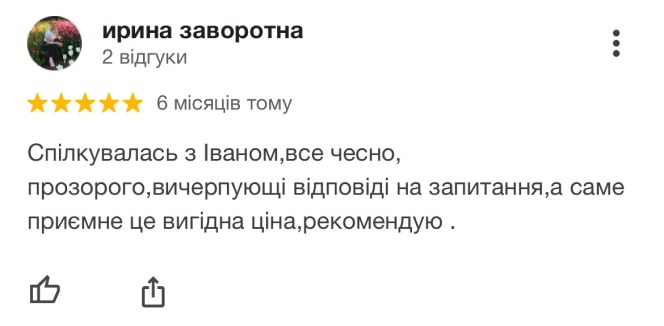 ирина заворотна
2 відгуки
6 місяців тому
Спілкувалась з Іваном,все чесно,
прозорого,вичерпующі відповіді на запитання,а саме
приємне це вигідна ціна,рекомендую .